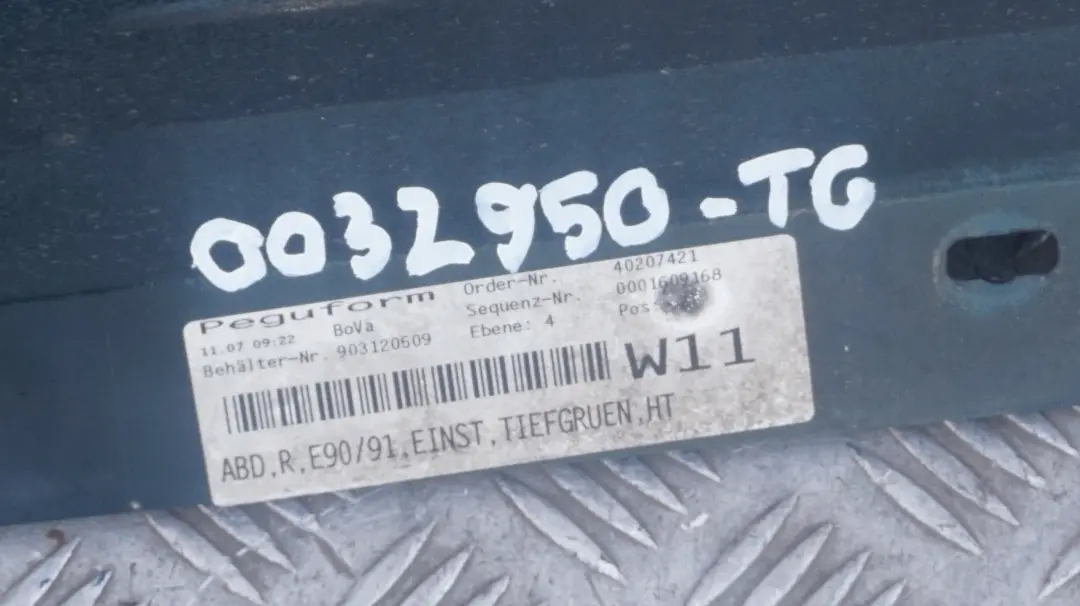 0032950-TG
Peguform Order-Nr. 40207421
11.07 09:22 BoVa Sequenz-Nr. 0001609168
Behälter-Nr. 903120509 Ebene: 4 Pos
W11
ABD.R.E90/91.EINST.TIEFGRUEN.HT